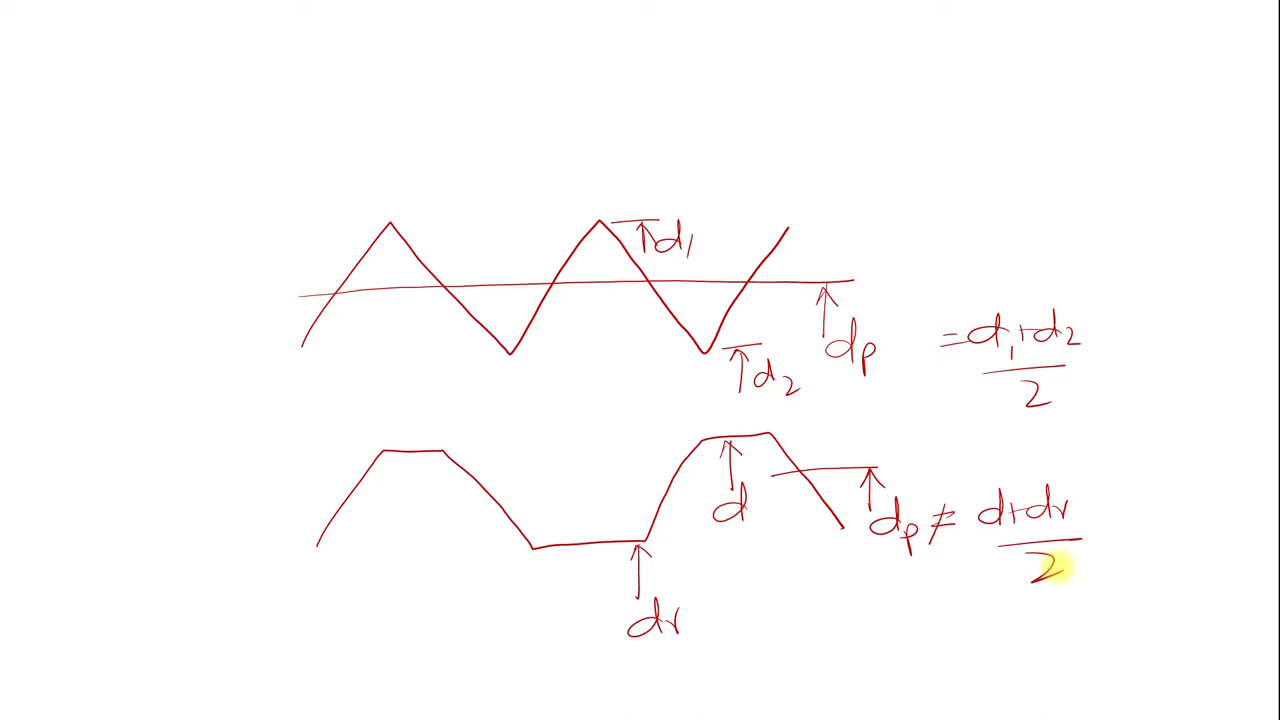 d1
dp
= d1+d2
2
d2
d
dp ≠ d+dr
2
dr